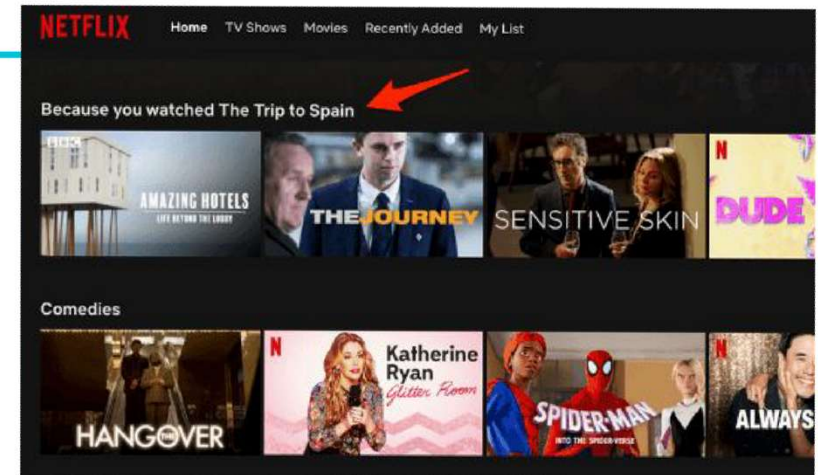 NETFLIX Home TV Shows Movies Recently Added My List
Because you watched The Trip to Spain
BBC
AMAZING HOTELS
LIFE BEYOND THE LOBBY
THE JOURNEY
SENSITIVE SKIN
N
DUDE
Comedies
THE HANGOVER
N
Katherine
Ryan
Glitter Room
SPIDER-MAN
INTO THE SPIDER-VERSE
N
ALWAYS